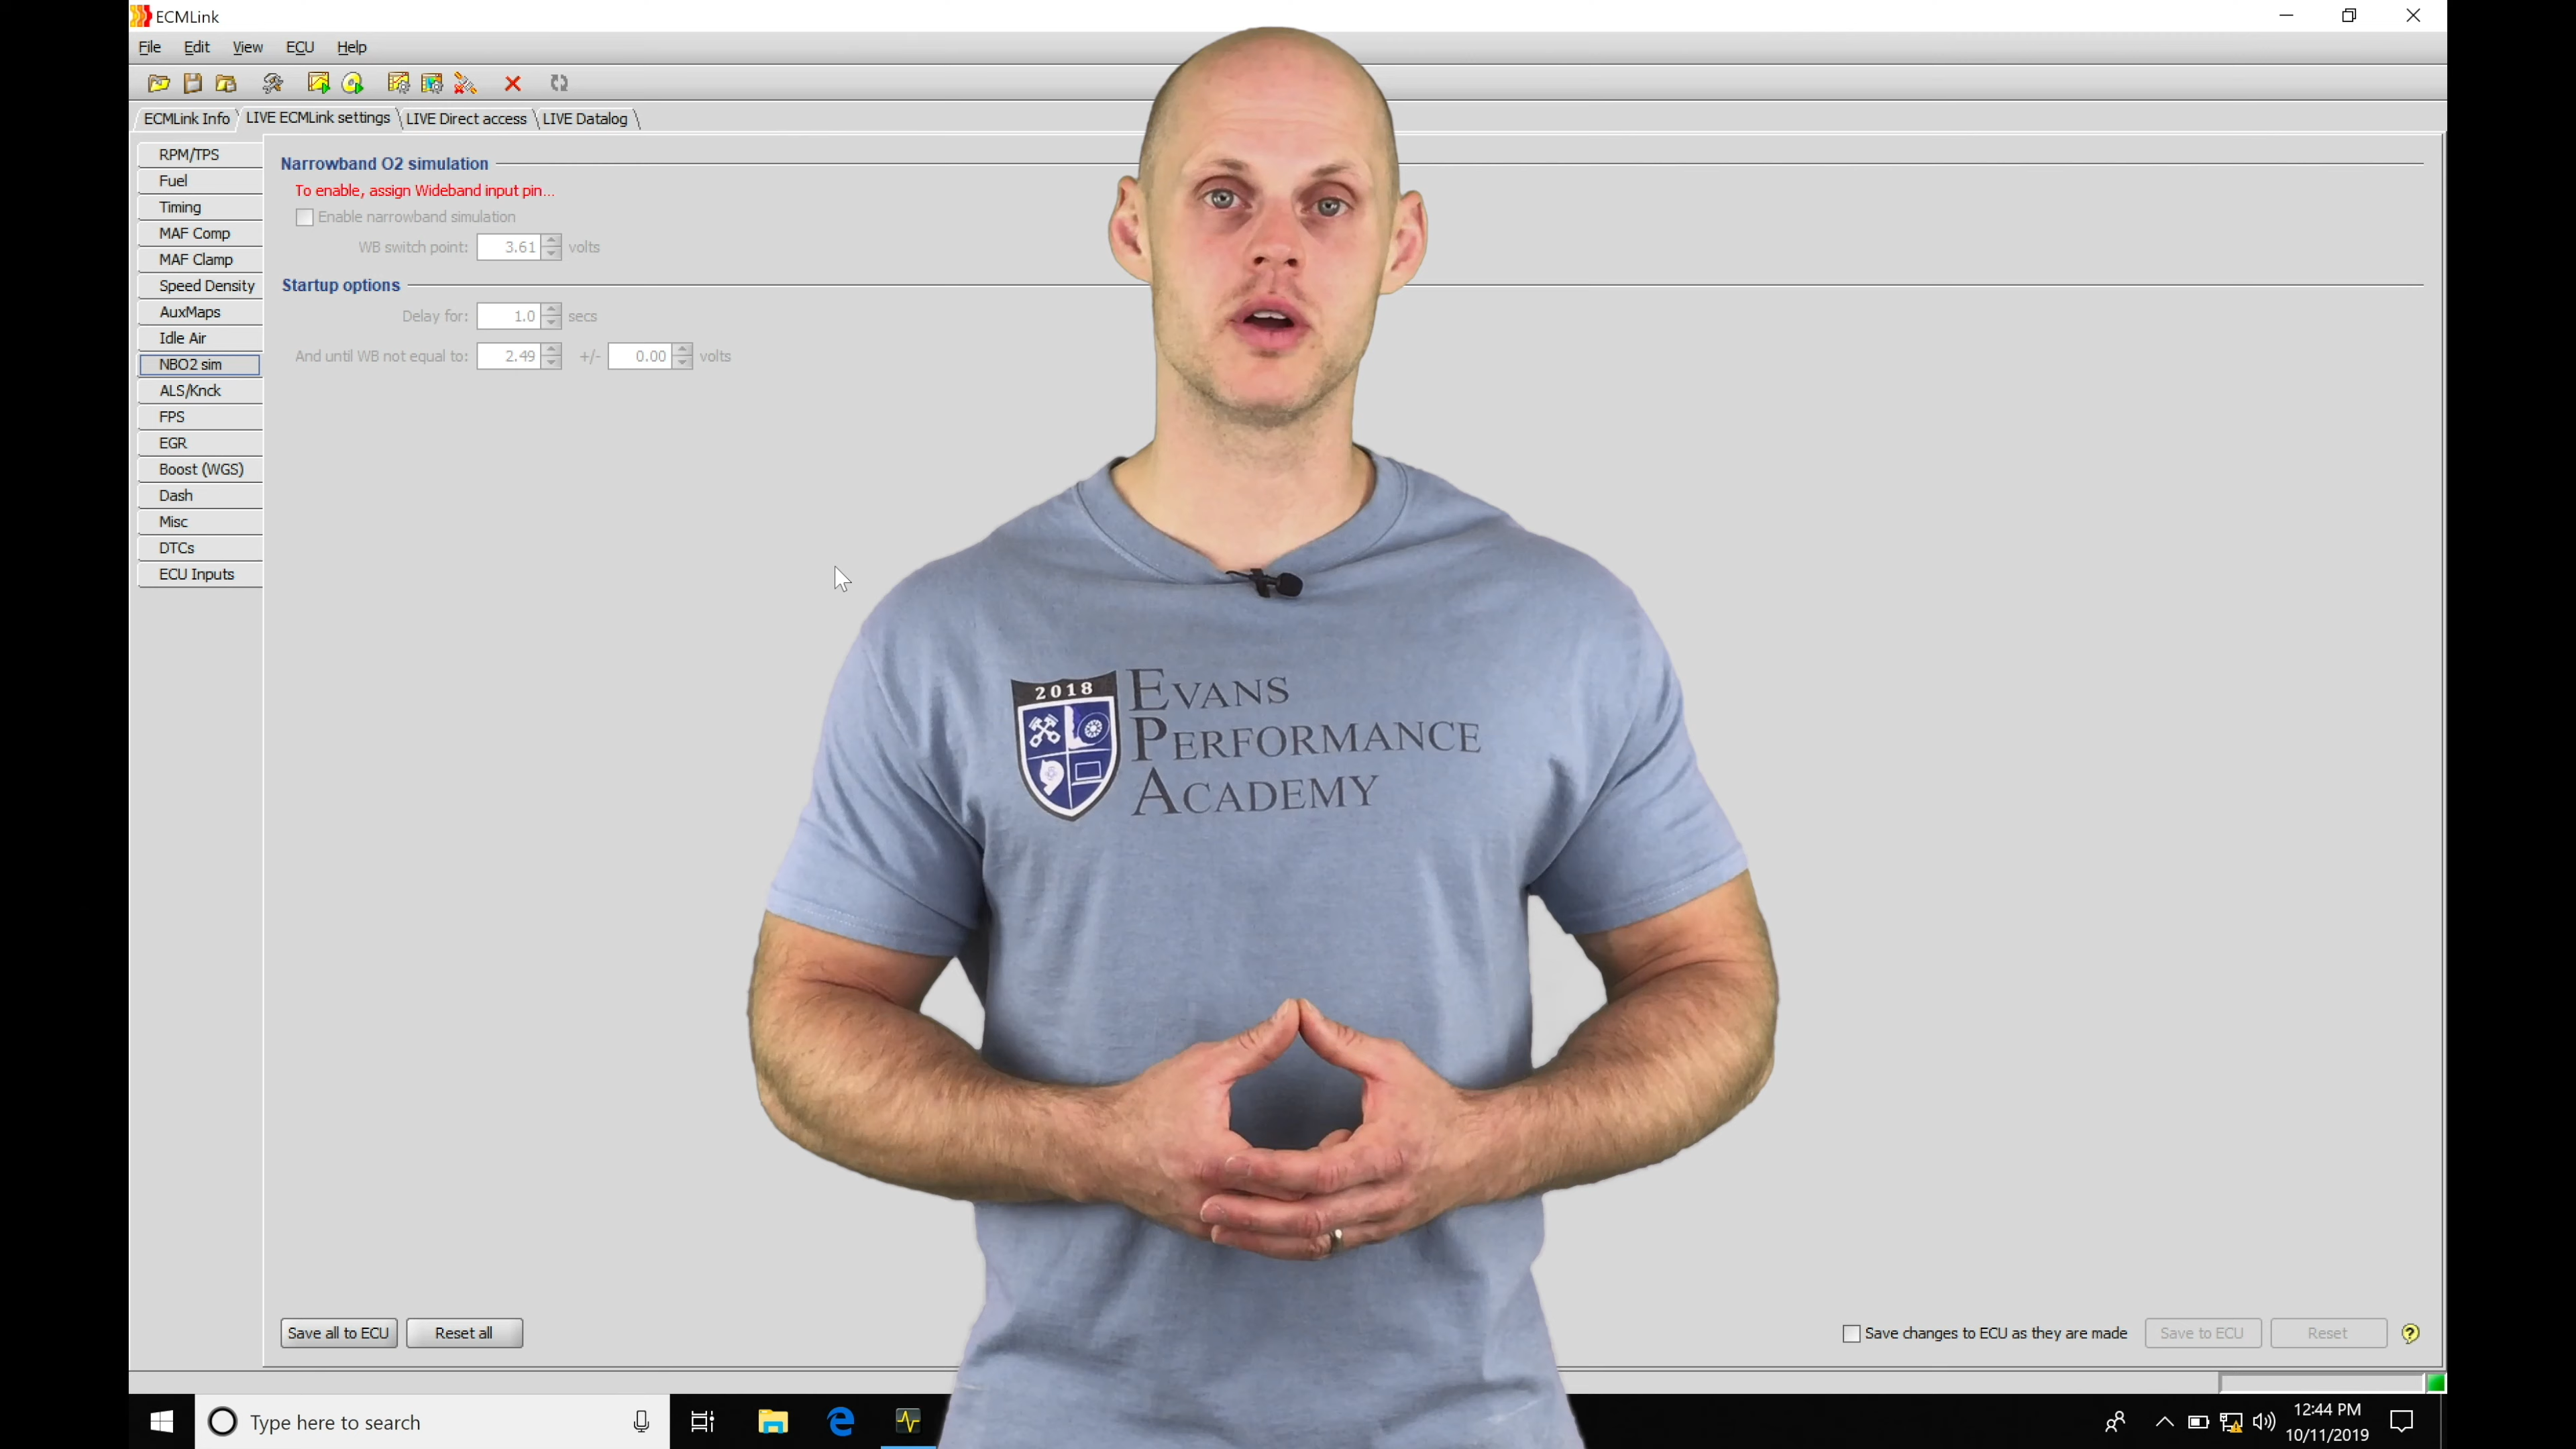 ECMLink
File Edit View ECU Help
ECMLink Info LIVE ECMLink settings LIVE Direct access LIVE Datalog
RPM/TPS
Fuel
Timing
MAF Comp
MAF Clamp
Speed Density
AuxMaps
Idle Air
NBO2 sim
ALS/Knck
FPS
EGR
Boost (WGS)
Dash
Misc
DTCs
ECU Inputs
Narrowband O2 simulation
To enable, assign Wideband input pin...
Enable narrowband simulation
WB switch point: 3.61 volts
Startup options
Delay for: 1.0 secs
And until WB not equal to: 2.49 +/- 0.00 volts
2018
EVANS
PERFORMANCE
ACADEMY
Save all to ECU Reset all Save changes to ECU as they are made Save to ECU Reset ?
Type here to search
12:44 PM
10/11/2019